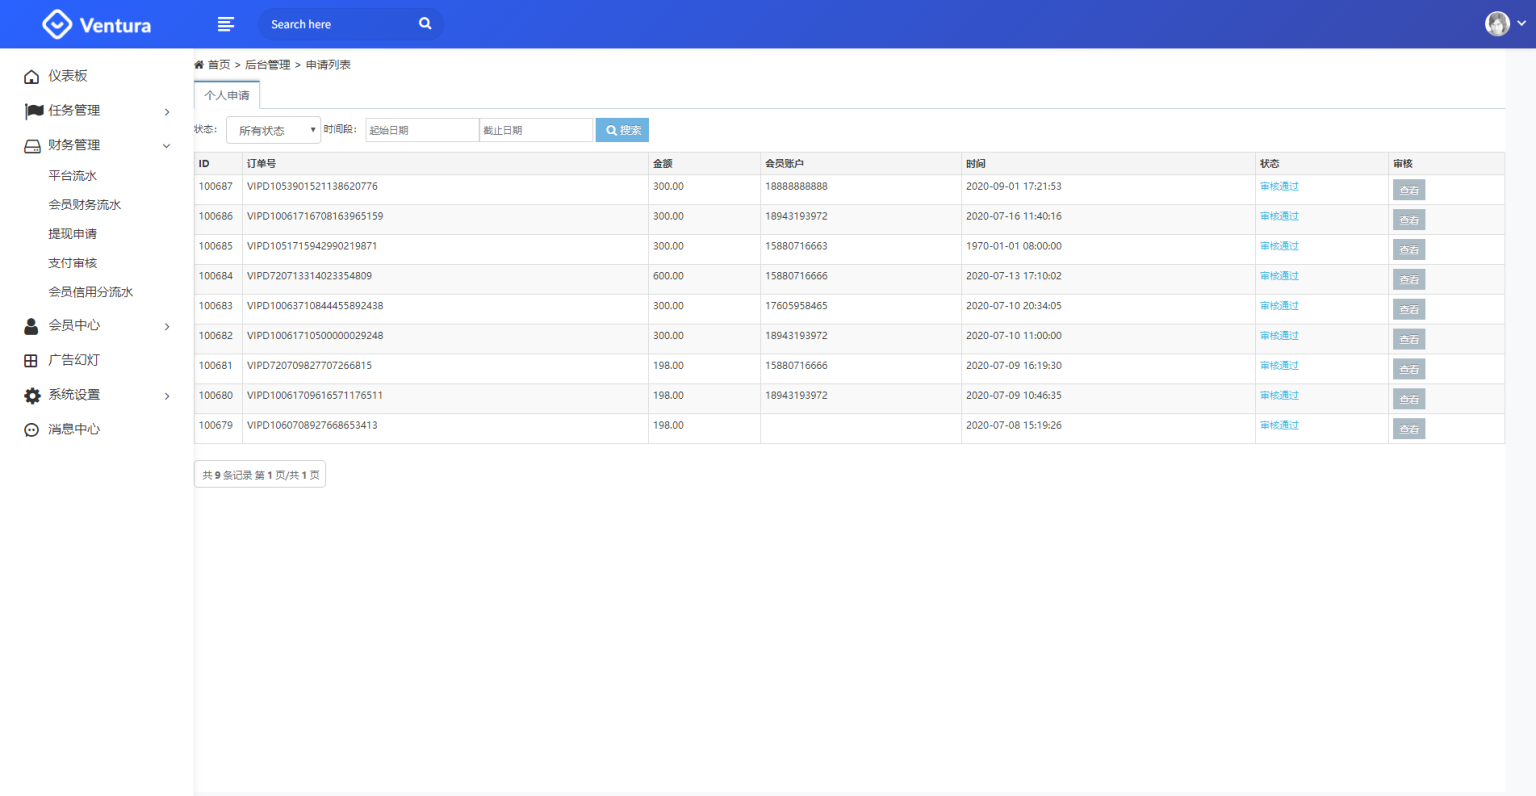 Ventura
Search here
仪表板
任务管理
财务管理
平台流水
会员财务流水
提现申请
支付审核
会员信用分流水
会员中心
广告幻灯
系统设置
消息中心
首页 > 后台管理 > 申请列表
个人申请
状态: 所有状态 时间段: 起始日期 截止日期 搜索
ID 订单号 金额 会员账户 时间 状态 审核
100687 VIPD1053901521138620776 300.00 18888888888 2020-09-01 17:21:53 审核通过 查看
100686 VIPD10061716708163965159 300.00 18943193972 2020-07-16 11:40:16 审核通过 查看
100685 VIPD1051715942990219871 300.00 15880716663 1970-01-01 08:00:00 审核通过 查看
100684 VIPD720713314023354809 600.00 15880716666 2020-07-13 17:10:02 审核通过 查看
100683 VIPD10063710844455892438 300.00 17605958465 2020-07-10 20:34:05 审核通过 查看
100682 VIPD10061710500000029248 300.00 18943193972 2020-07-10 11:00:00 审核通过 查看
100681 VIPD720709827707266815 198.00 15880716666 2020-07-09 16:19:30 审核通过 查看
100680 VIPD10061709616571176511 198.00 18943193972 2020-07-09 10:46:35 审核通过 查看
100679 VIPD1060708927668653413 198.00 2020-07-08 15:19:26 审核通过 查看
共 9 条记录 第 1 页/共 1 页